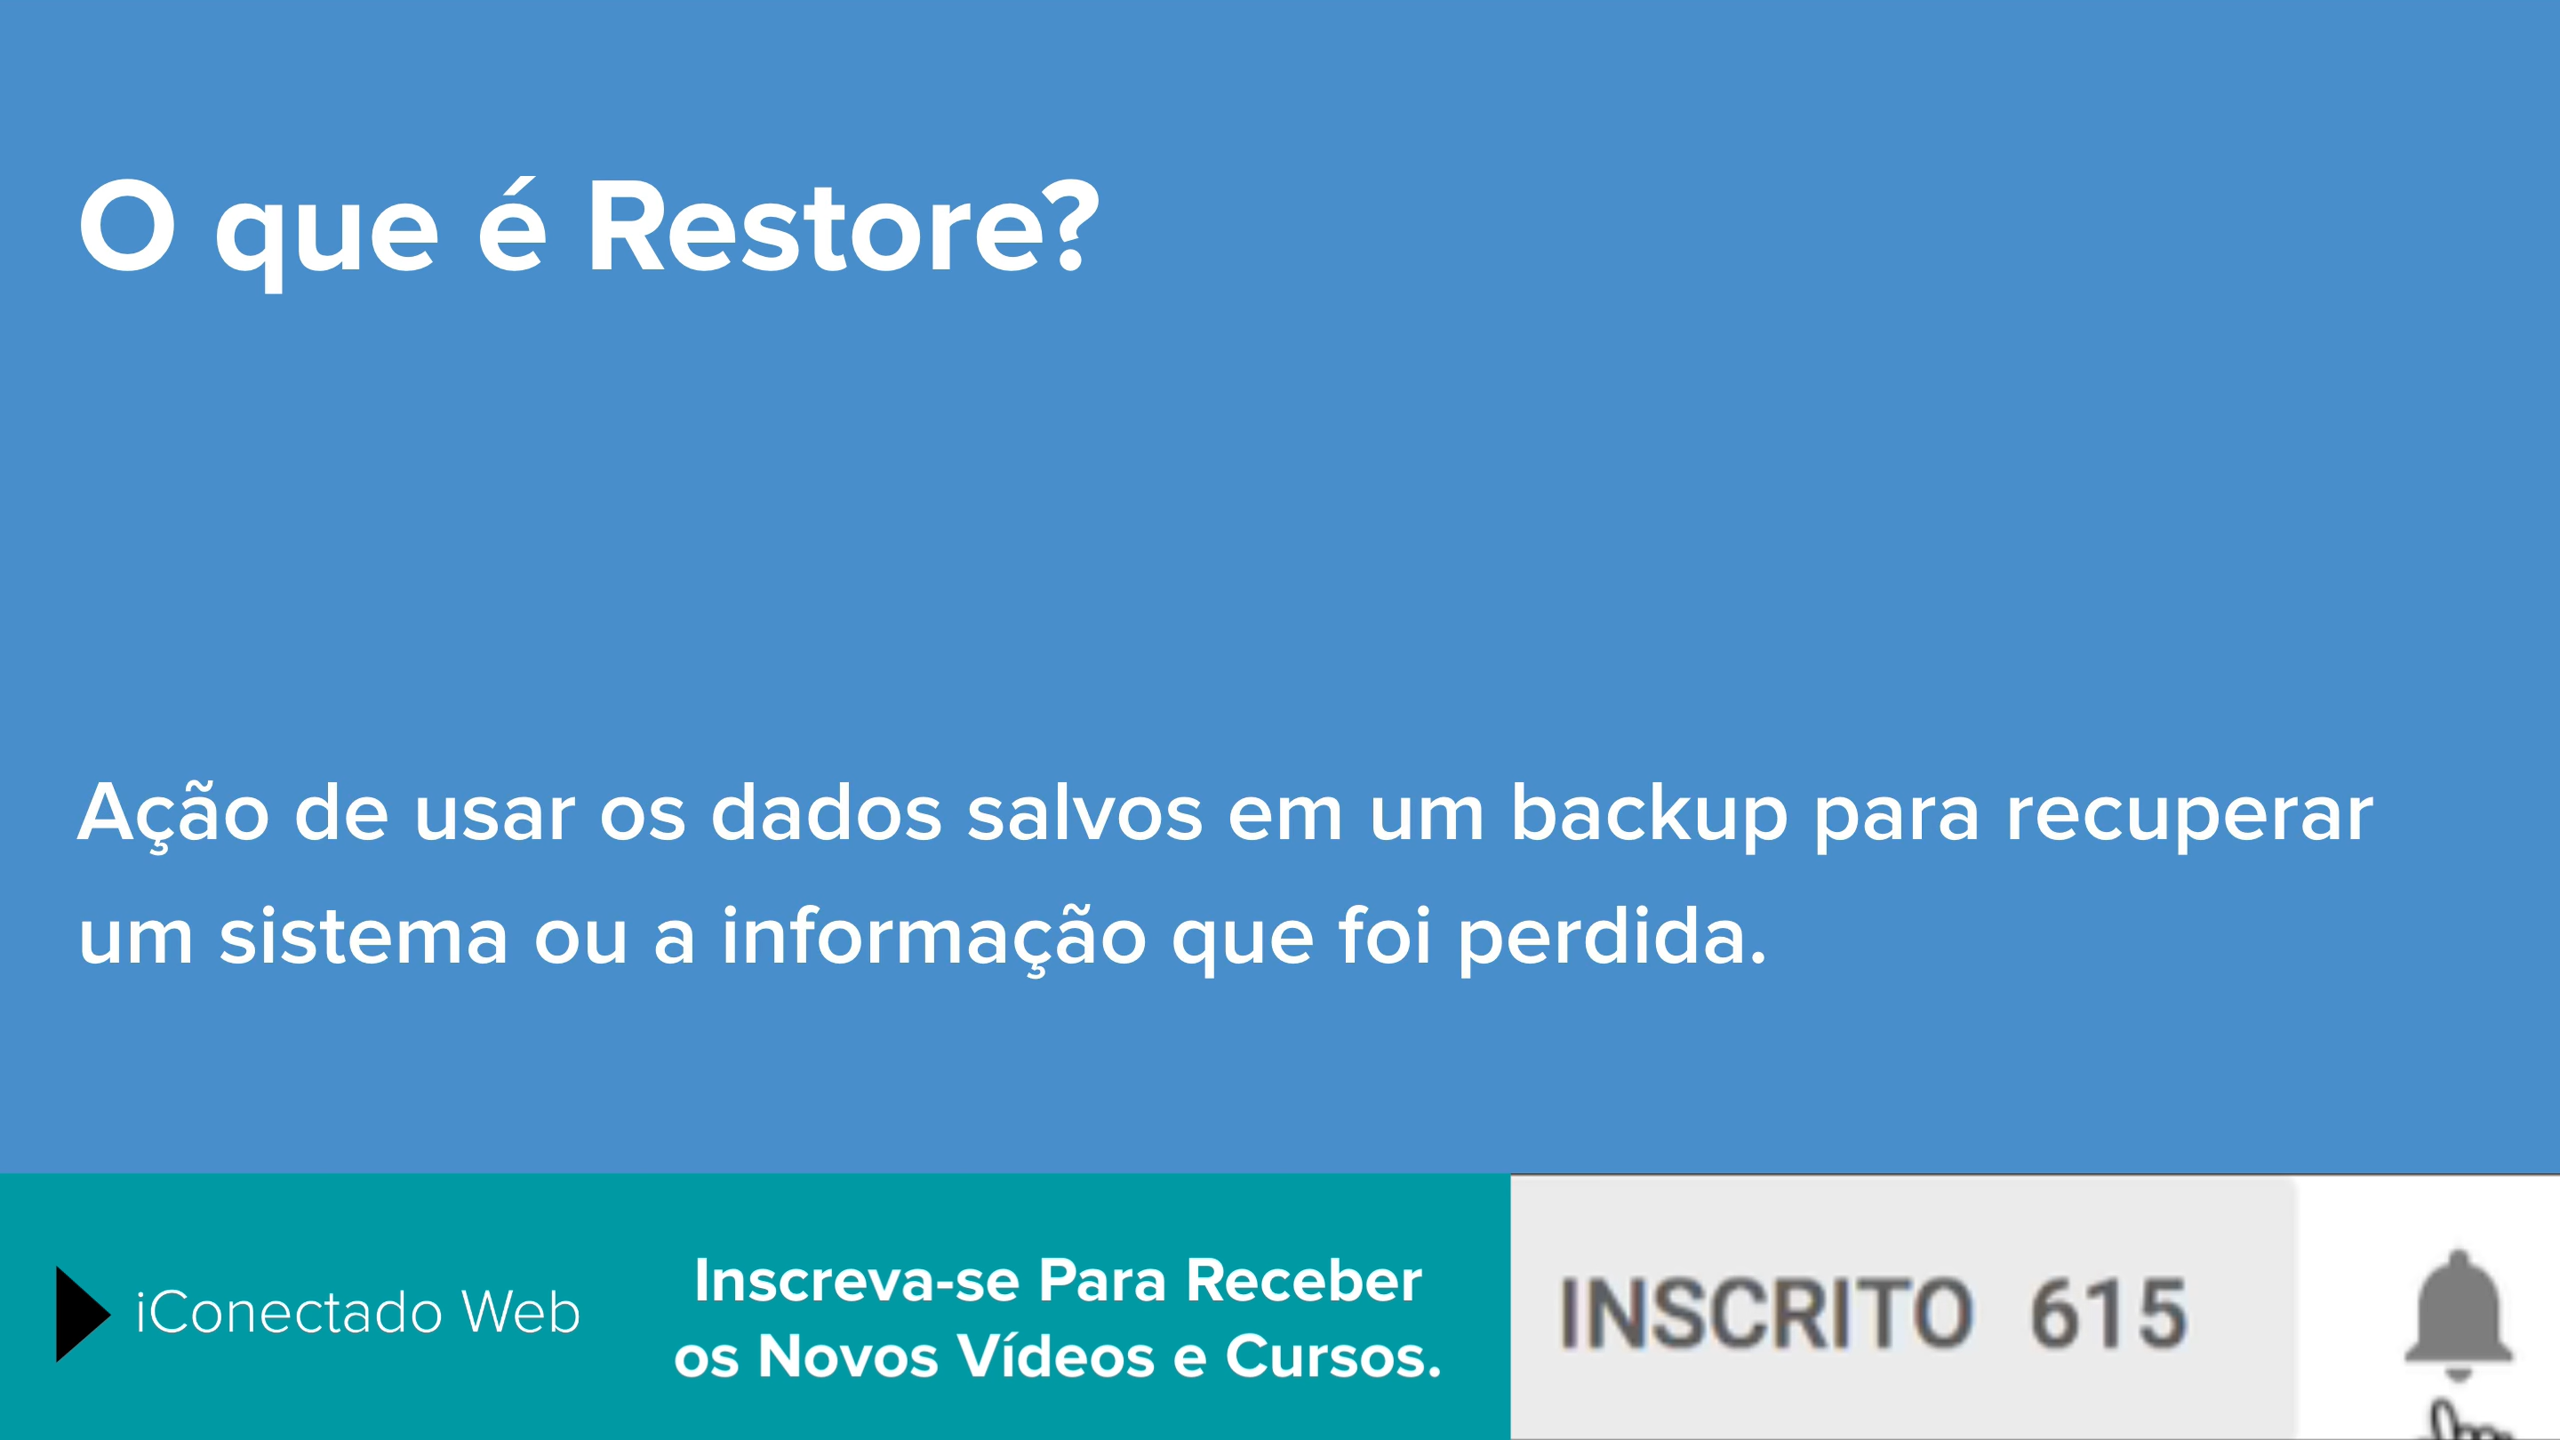 O que é Restore?
Ação de usar os dados salvos em um backup para recuperar
um sistema ou a informação que foi perdida.
iConectado Web
Inscreva-se Para Receber
os Novos Vídeos e Cursos.
INSCRITO 615